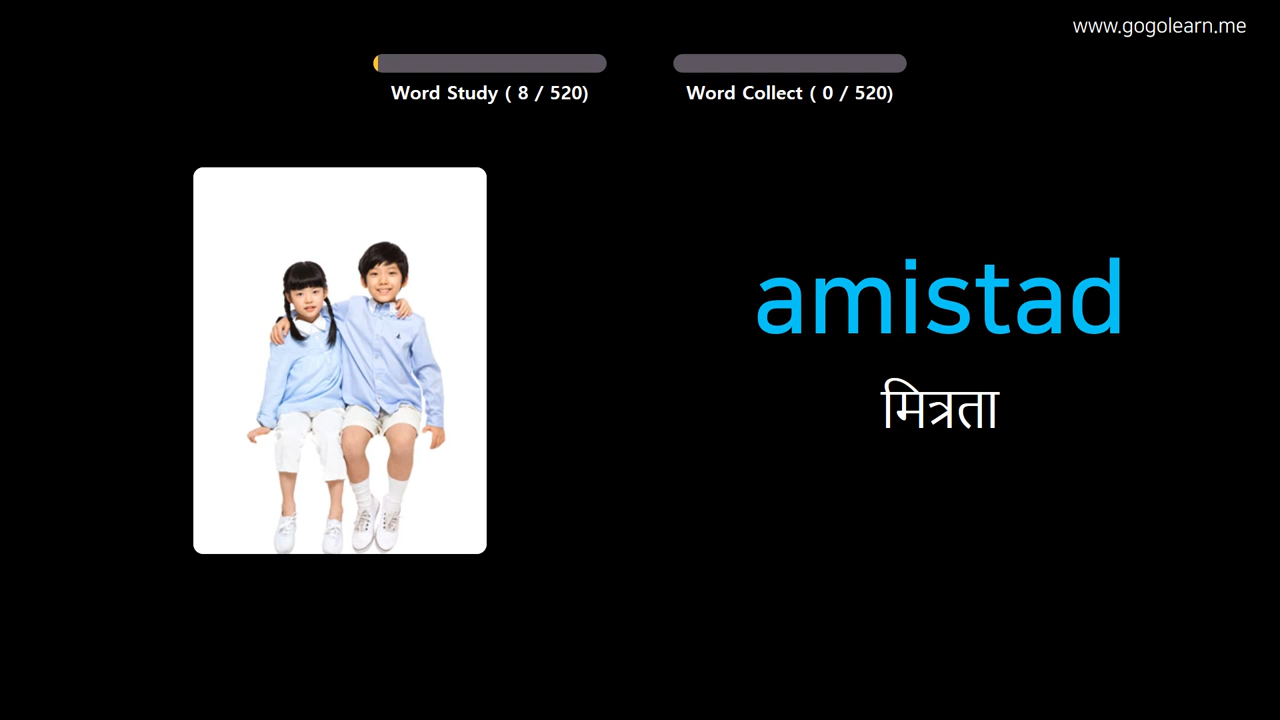 www.gogolearn.me
Word Study ( 8 / 520)
Word Collect ( 0 / 520)
amistad
मित्रता